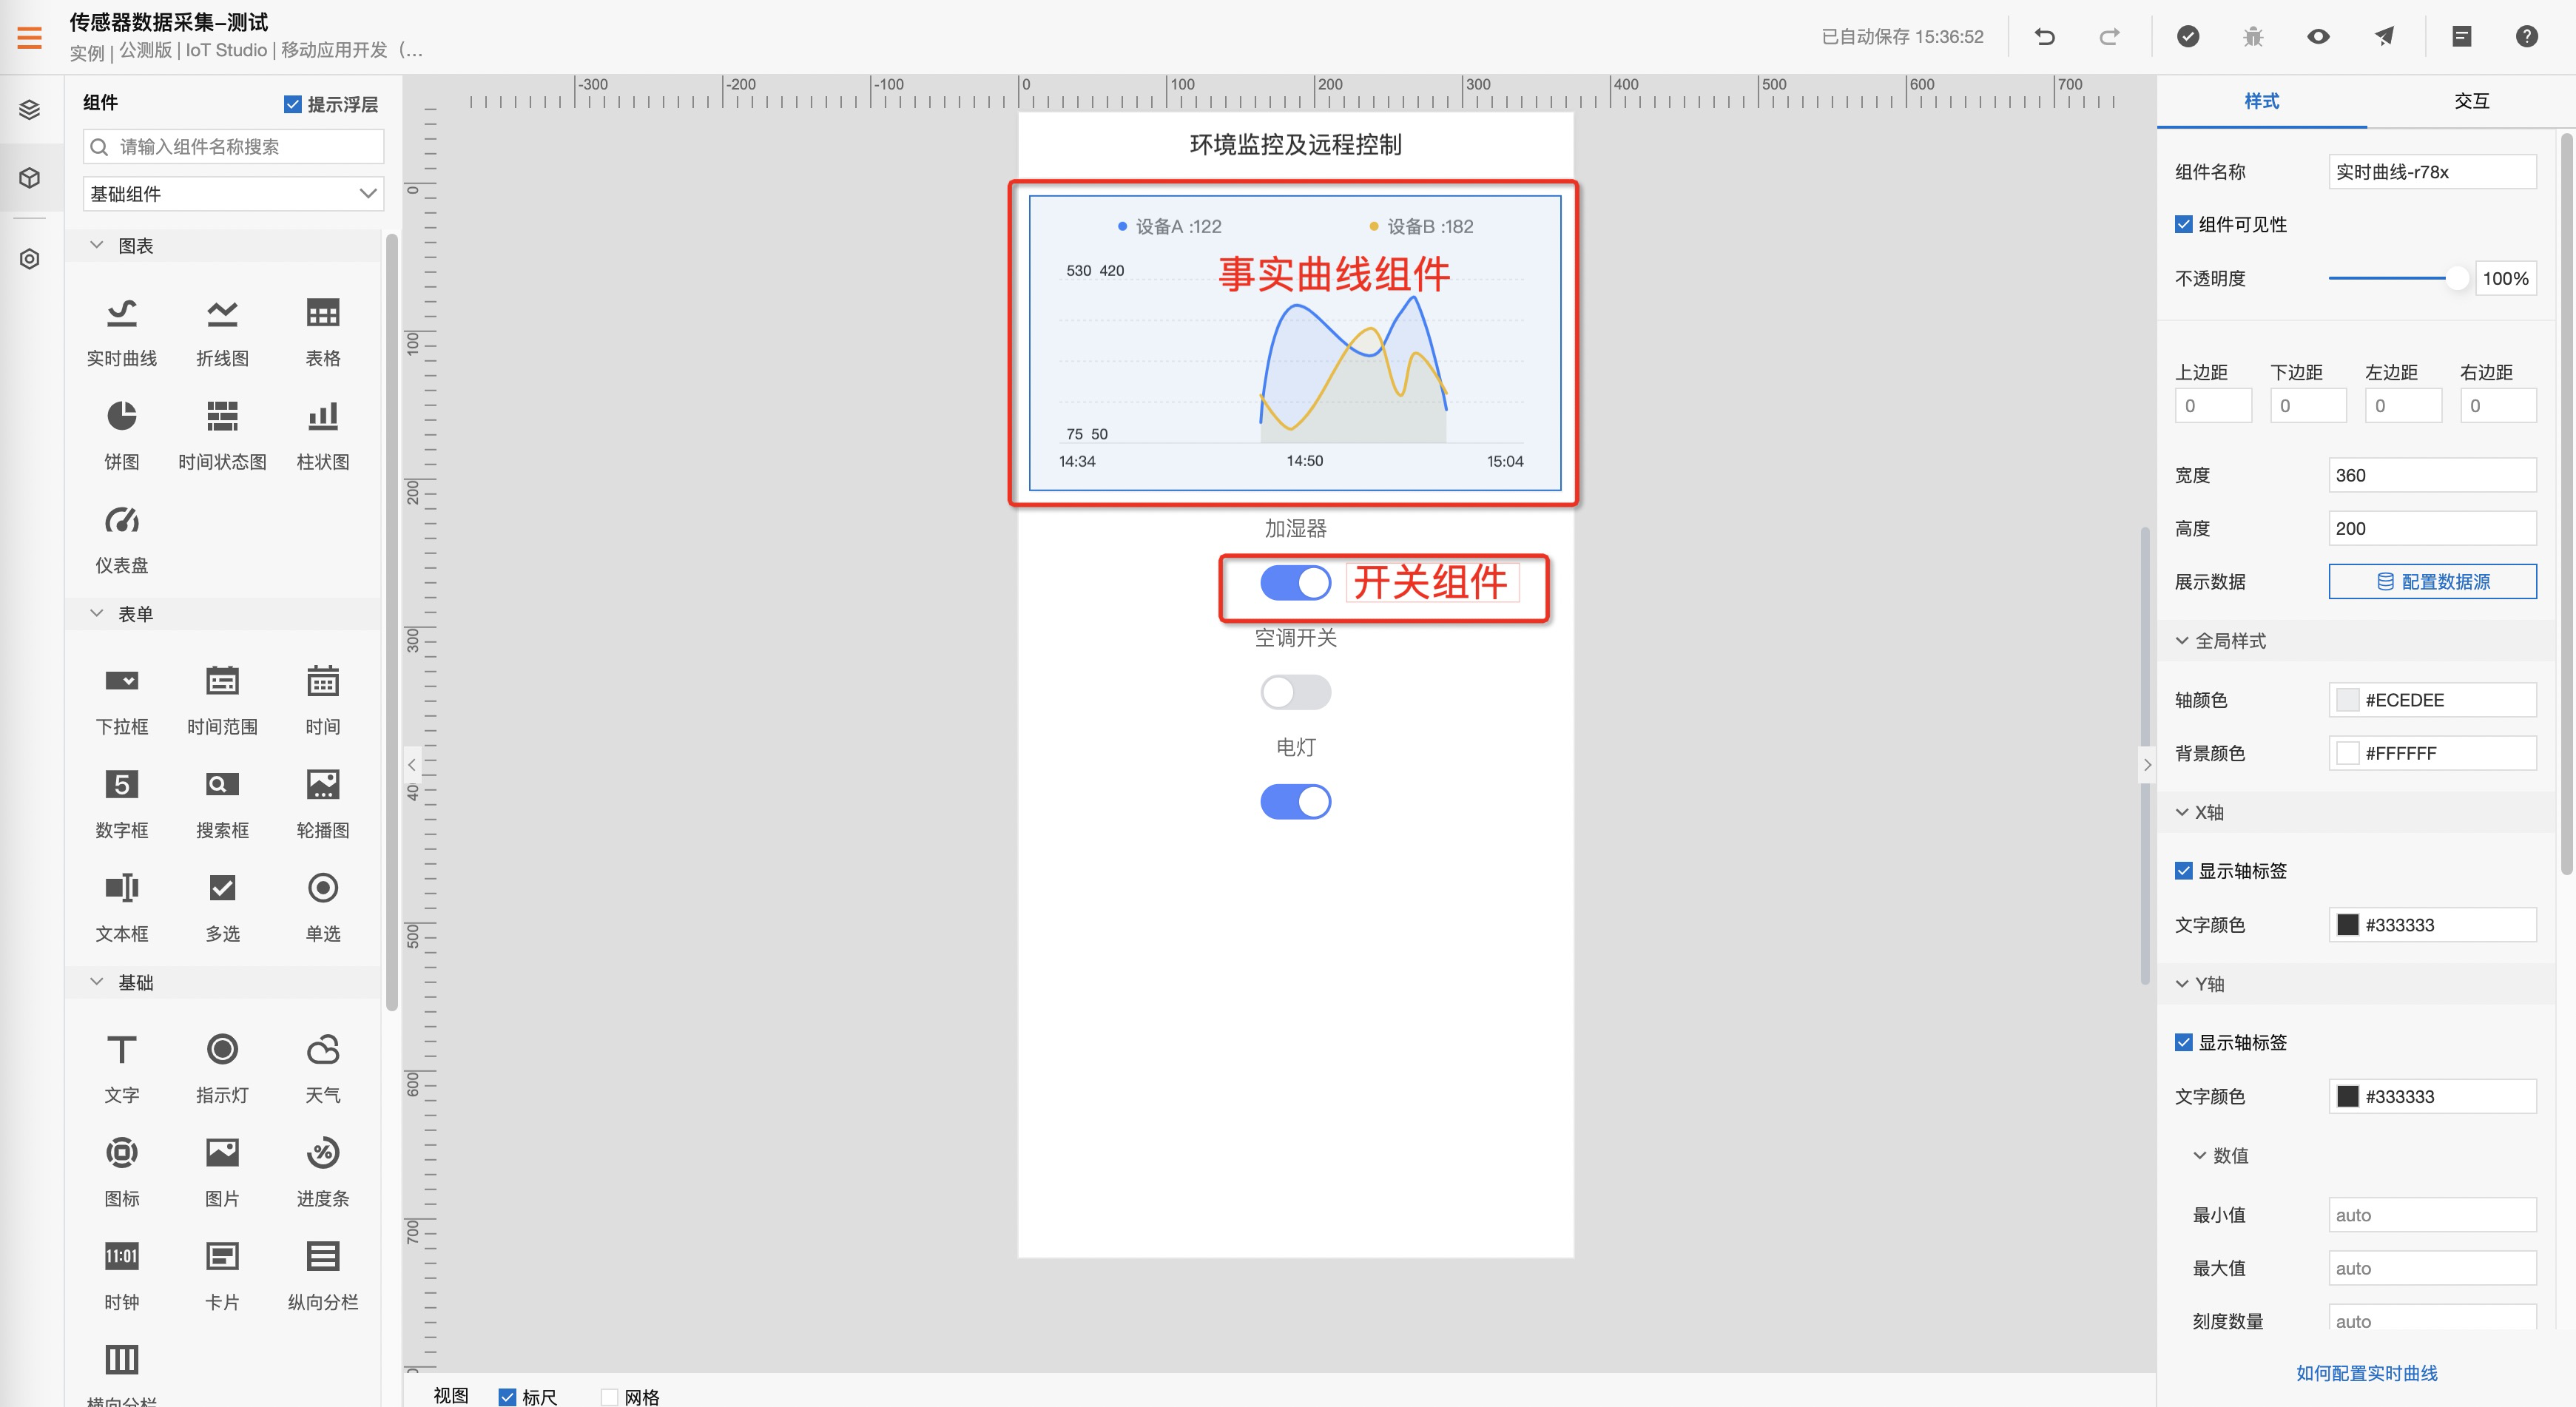 传感器数据采集-测试
实例 | 公测版 | IoT Studio | 移动应用开发（...
已自动保存 15:36:52
组件
提示浮层
请输入组件名称搜索
基础组件
图表
实时曲线 折线图 表格
饼图 时间状态图 柱状图
仪表盘
表单
下拉框 时间范围 时间
5
数字框 搜索框 轮播图
文本框 多选 单选
基础
文字 指示灯 天气
%
图标 图片 进度条
11:01
时钟 卡片 纵向分栏
横向分栏
-300 -200 -100 0 100 200 300 400 500 600 700
0
100
200
300
40
500
600
700
环境监控及远程控制
设备A :122 设备B :182
事实曲线组件
530 420
75 50
14:34 14:50 15:04
加湿器
开关组件
空调开关
电灯
视图 标尺 网格
样式 交互
组件名称 实时曲线-r78x
组件可见性
不透明度 100%
上边距 下边距 左边距 右边距
0 0 0 0
宽度 360
高度 200
展示数据 配置数据源
全局样式
轴颜色 #ECEDEE
背景颜色 #FFFFFF
X轴
显示轴标签
文字颜色 #333333
Y轴
显示轴标签
文字颜色 #333333
数值
最小值 auto
最大值 auto
刻度数量 auto
如何配置实时曲线